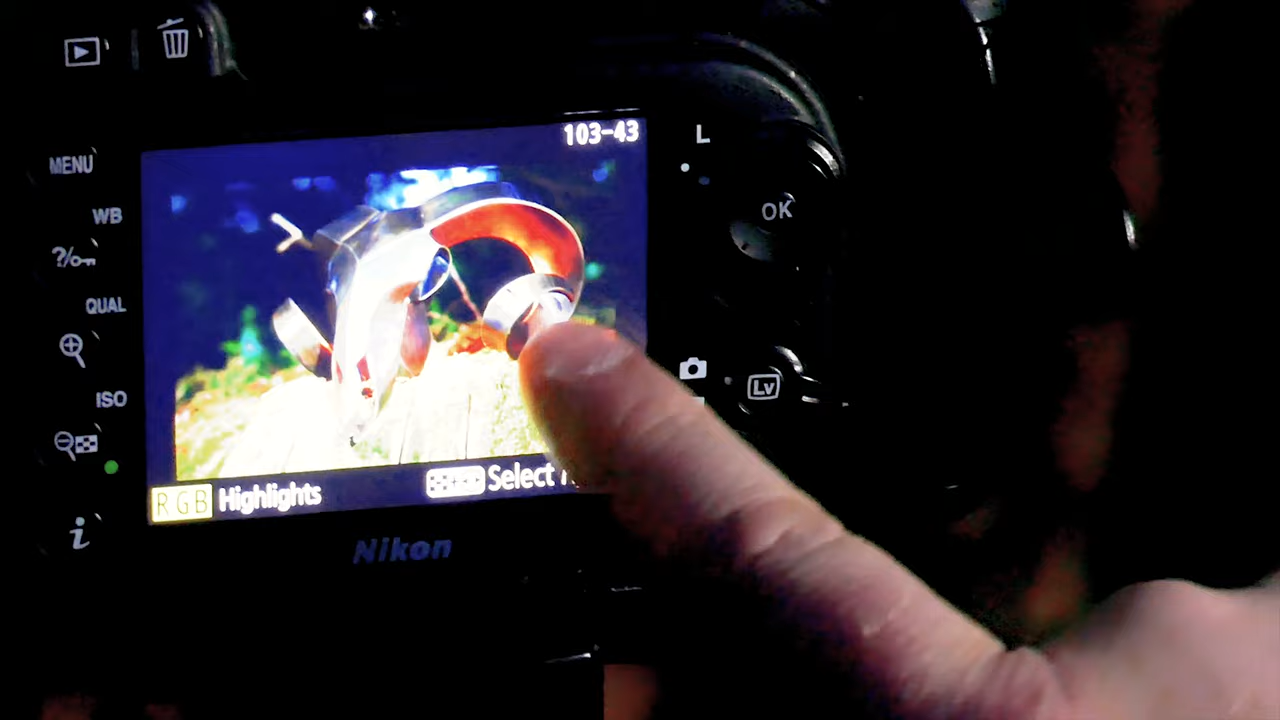 MENU
WB
?/
QUAL
ISO
i
103-43
L
OK
Lv
RGB Highlights
Select
Nikon